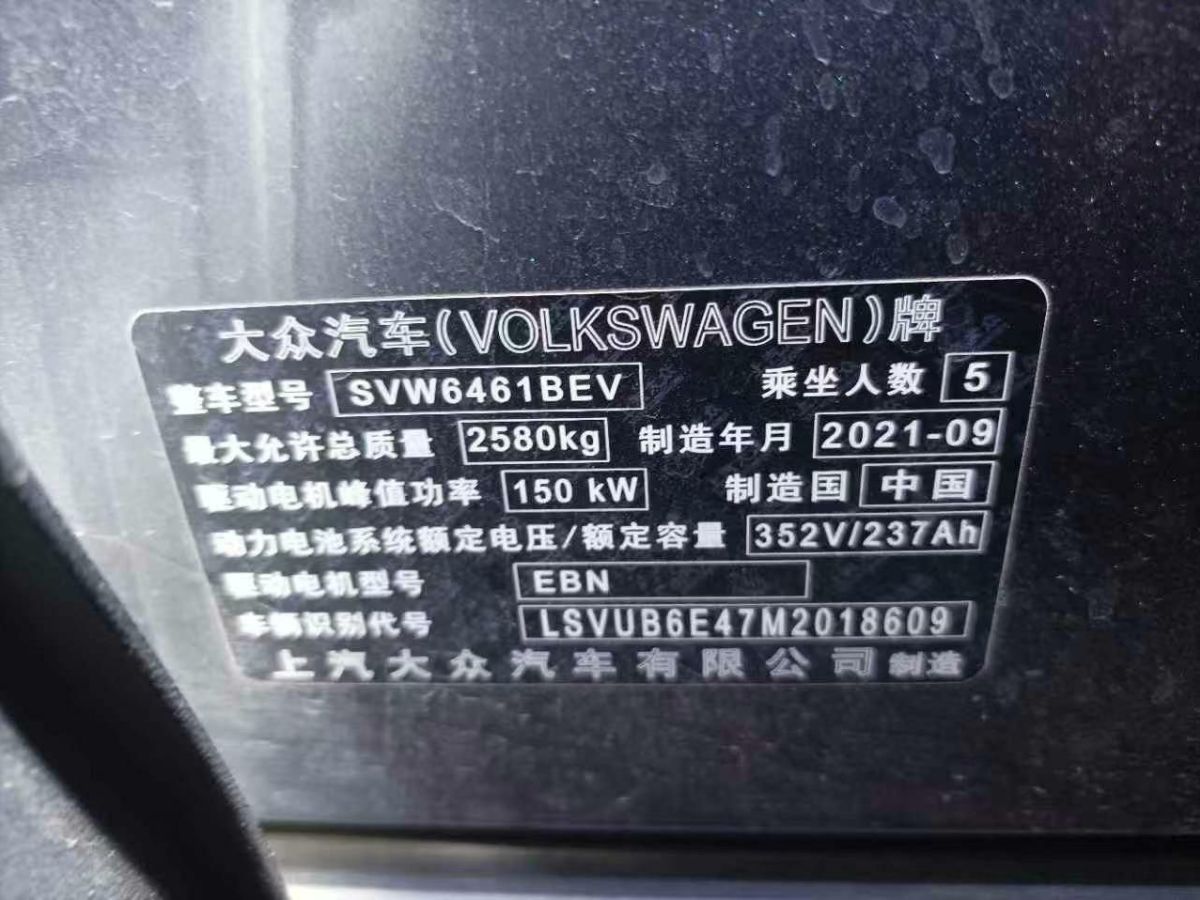 大众汽车(VOLKSWAGEN)牌
整车型号 SVW6461BEV 乘坐人数 5
最大允许总质量 2580kg 制造年月 2021-09
驱动电机峰值功率 150 kW 制造国 中国
动力电池系统额定电压/额定容量 352V/237Ah
驱动电机型号 EBN
车辆识别代号 LSVUB6E47M2018609
上汽大众汽车有限公司 制造